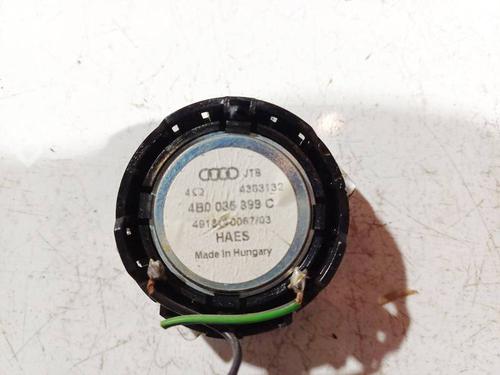 JTB
4Ω 4363132
4B0 035 399 C
HAES
Made in Hungary